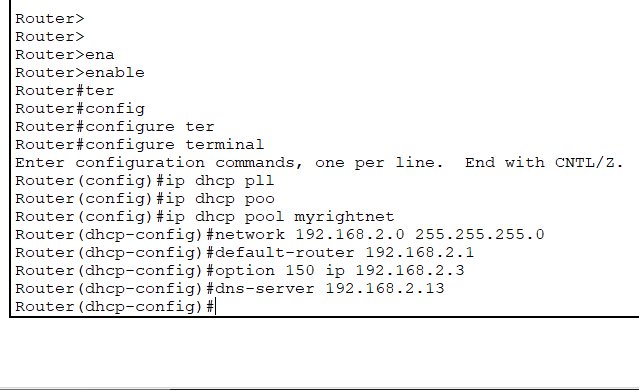 Router>
Router>
Router>ena
Router>enable
Router#ter
Router#config
Router#configure ter
Router#configure terminal
Enter configuration commands, one per line.  End with CNTL/Z.
Router(config)#ip dhcp pll
Router(config)#ip dhcp poo
Router(config)#ip dhcp pool myrightnet
Router(dhcp-config)#network 192.168.2.0 255.255.255.0
Router(dhcp-config)#default-router 192.168.2.1
Router(dhcp-config)#option 150 ip 192.168.2.3
Router(dhcp-config)#dns-server 192.168.2.13
Router(dhcp-config)#